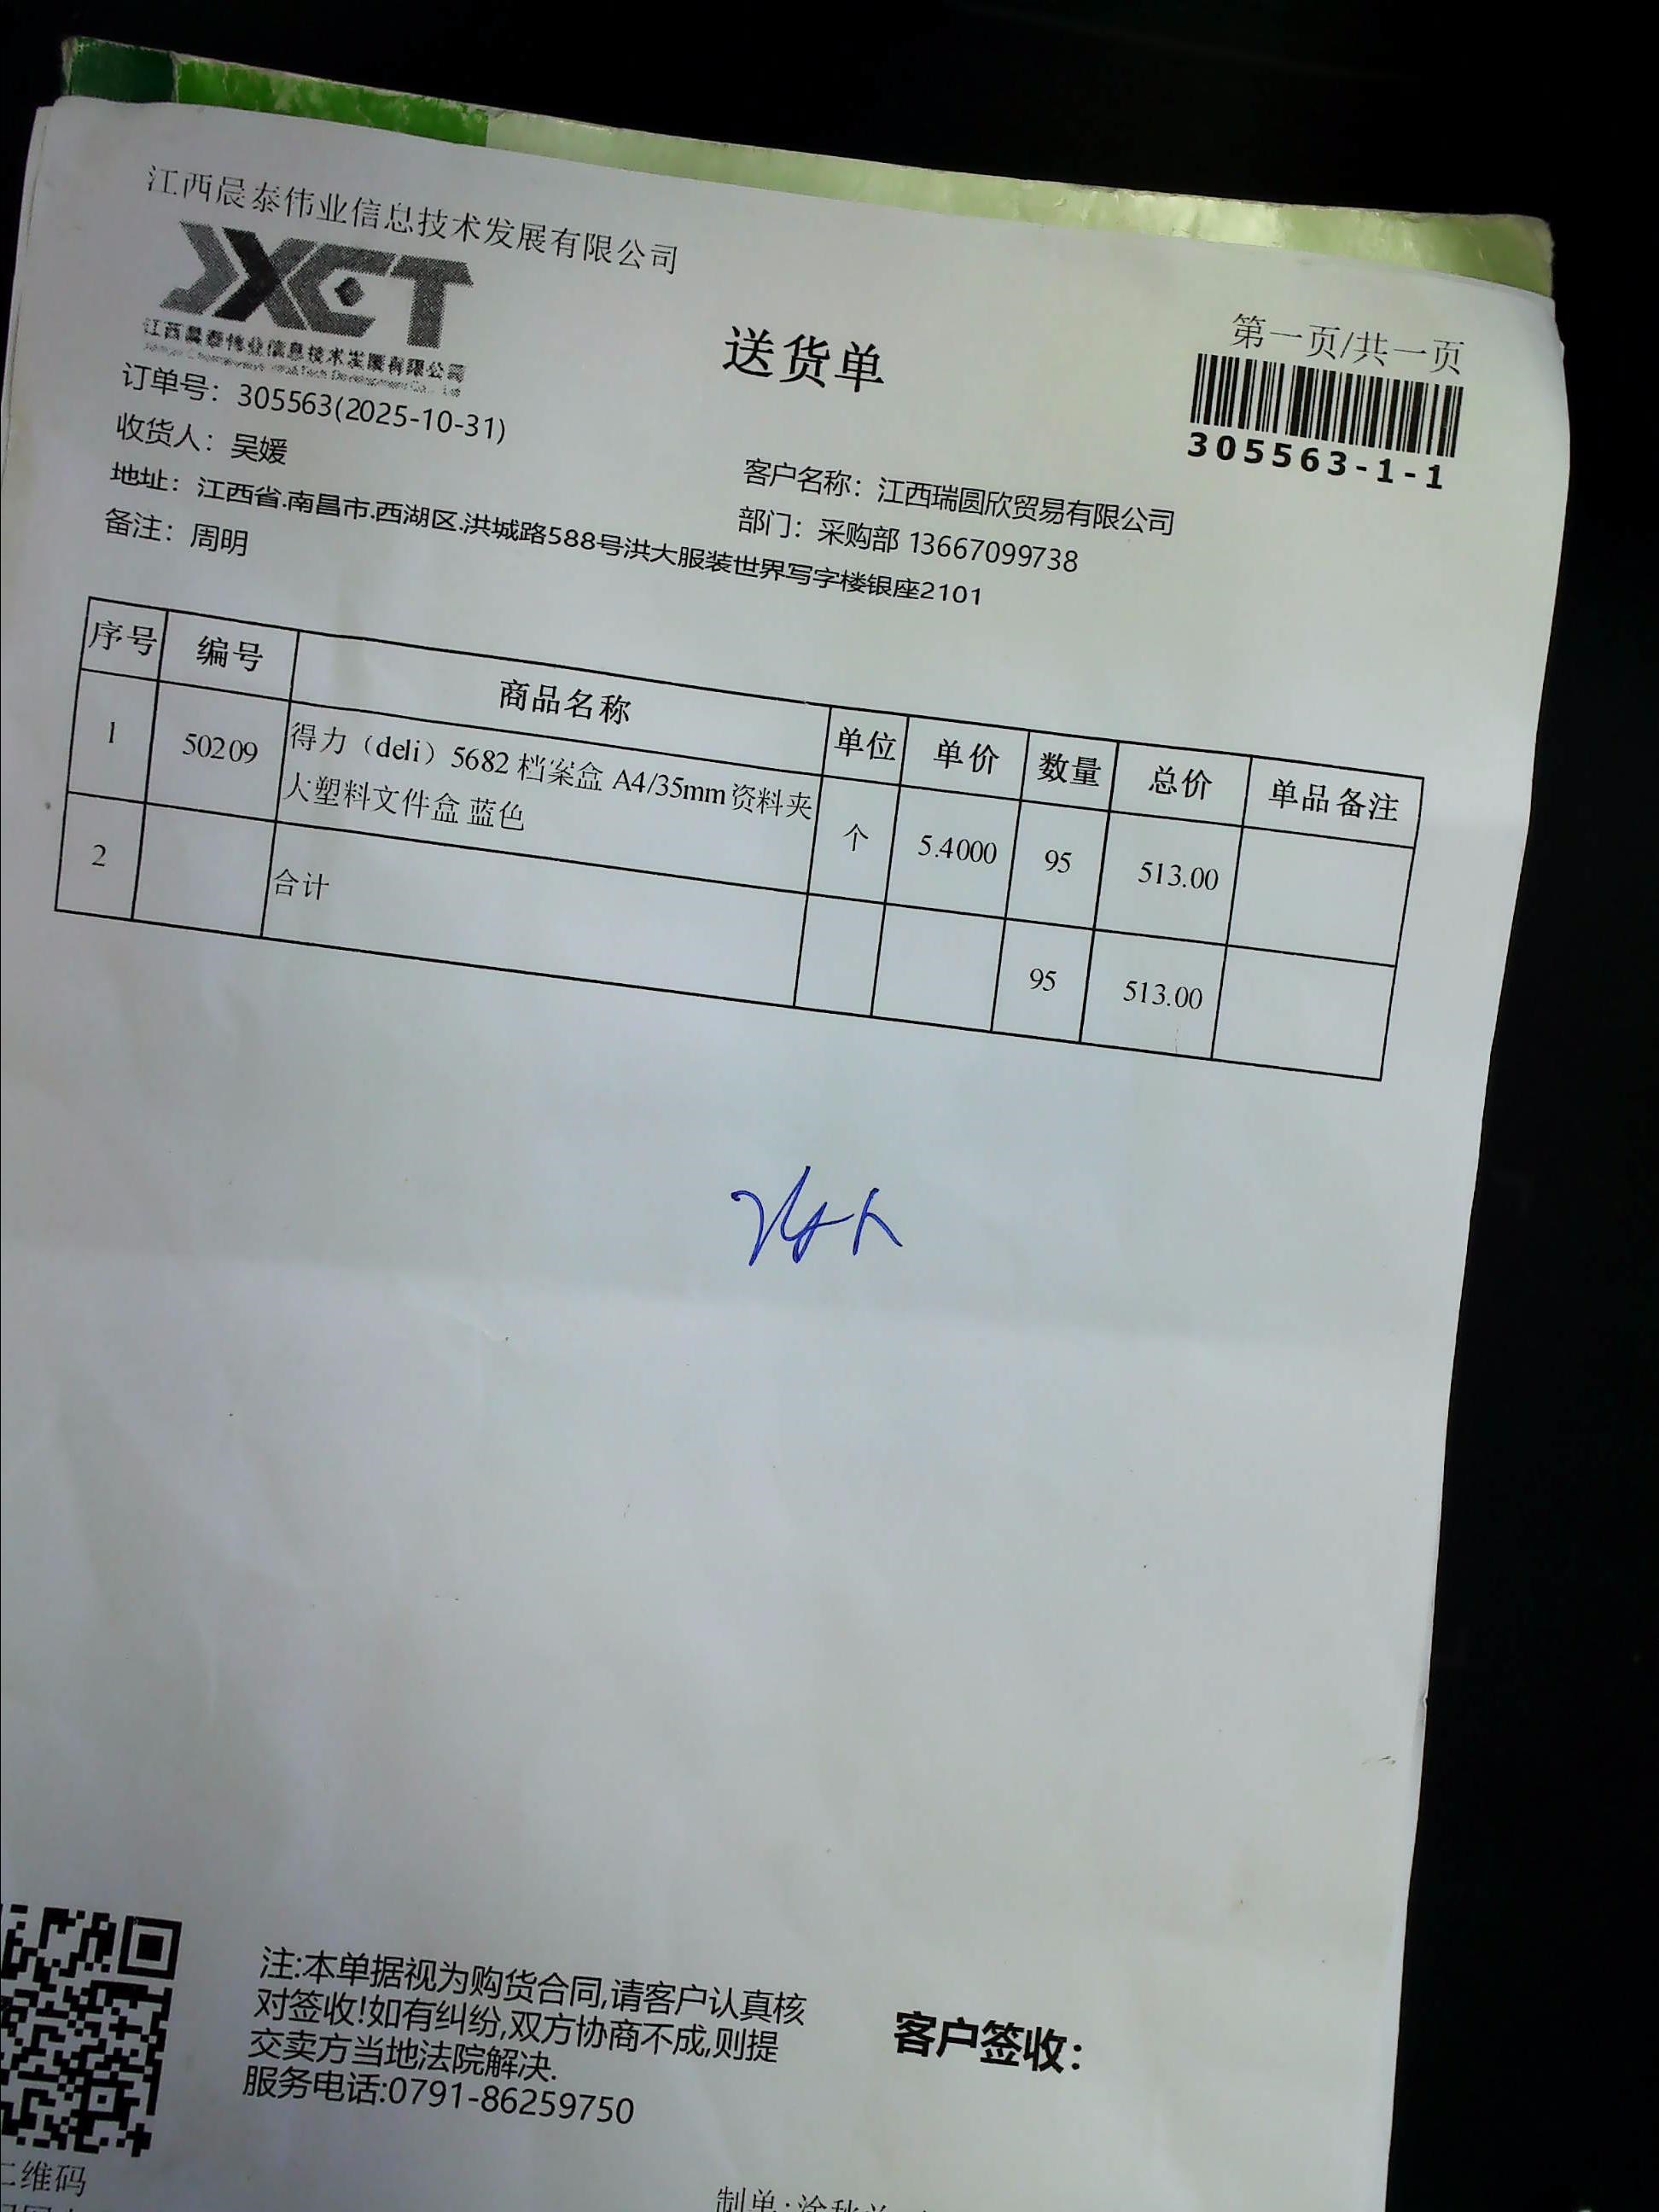 江西晨泰伟业信息技术发展有限公司
JXCT
江西晨泰伟业信息技术发展有限公司
送货单
第一页/共一页
305563-1-1
订单号：305563(2025-10-31)
收货人：吴媛
客户名称：江西瑞圆欣贸易有限公司
部门：采购部 13667099738
地址：江西省.南昌市.西湖区.洪城路588号洪大服装世界写字楼银座2101
备注：周明
序号 编号 商品名称 单位 单价 数量 总价 单品备注
1 50209 得力（deli）5682 档案盒 A4/35mm资料夹 个 5.4000 95 513.00
大塑料文件盒 蓝色
2 合计 95 513.00
注:本单据视为购货合同,请客户认真核
对签收!如有纠纷,双方协商不成,则提
交卖方当地法院解决.
服务电话:0791-86259750
客户签收：
二维码
制单: